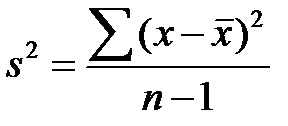 s² = ∑(x − x̄)² / n − 1